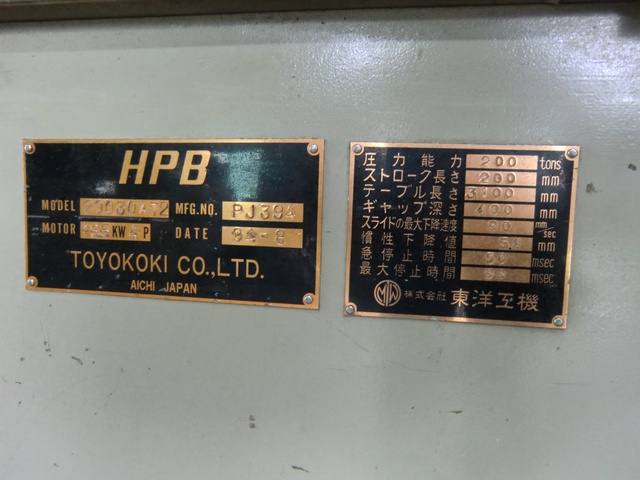 HPB
MODEL MFG.NO. PJ394
MOTOR KW 4 P DATE 94-8
TOYOKOKI CO.,LTD.
AICHI JAPAN
圧力能力 200 tons
ストローク長さ 200 mm
テーブル長さ 3100 mm
ギャップ深さ 400 mm
スライドの最大下降速度 mm/sec
慣性下降値 mm
急停止時間 msec
最大停止時間 msec
株式会社 東洋工機